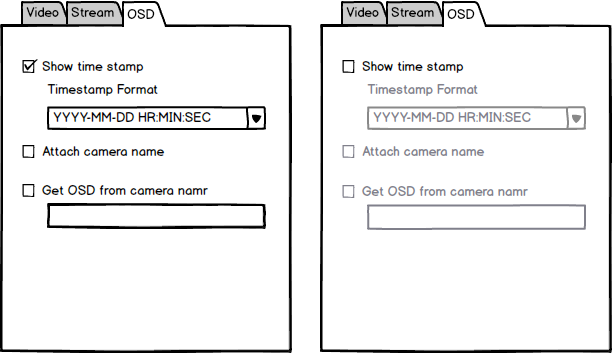 Video Stream OSD
Show time stamp
Timestamp Format
YYYY-MM-DD HR:MIN:SEC
Attach camera name
Get OSD from camera namr
Video Stream OSD
Show time stamp
Timestamp Format
YYYY-MM-DD HR:MIN:SEC
Attach camera name
Get OSD from camera namr